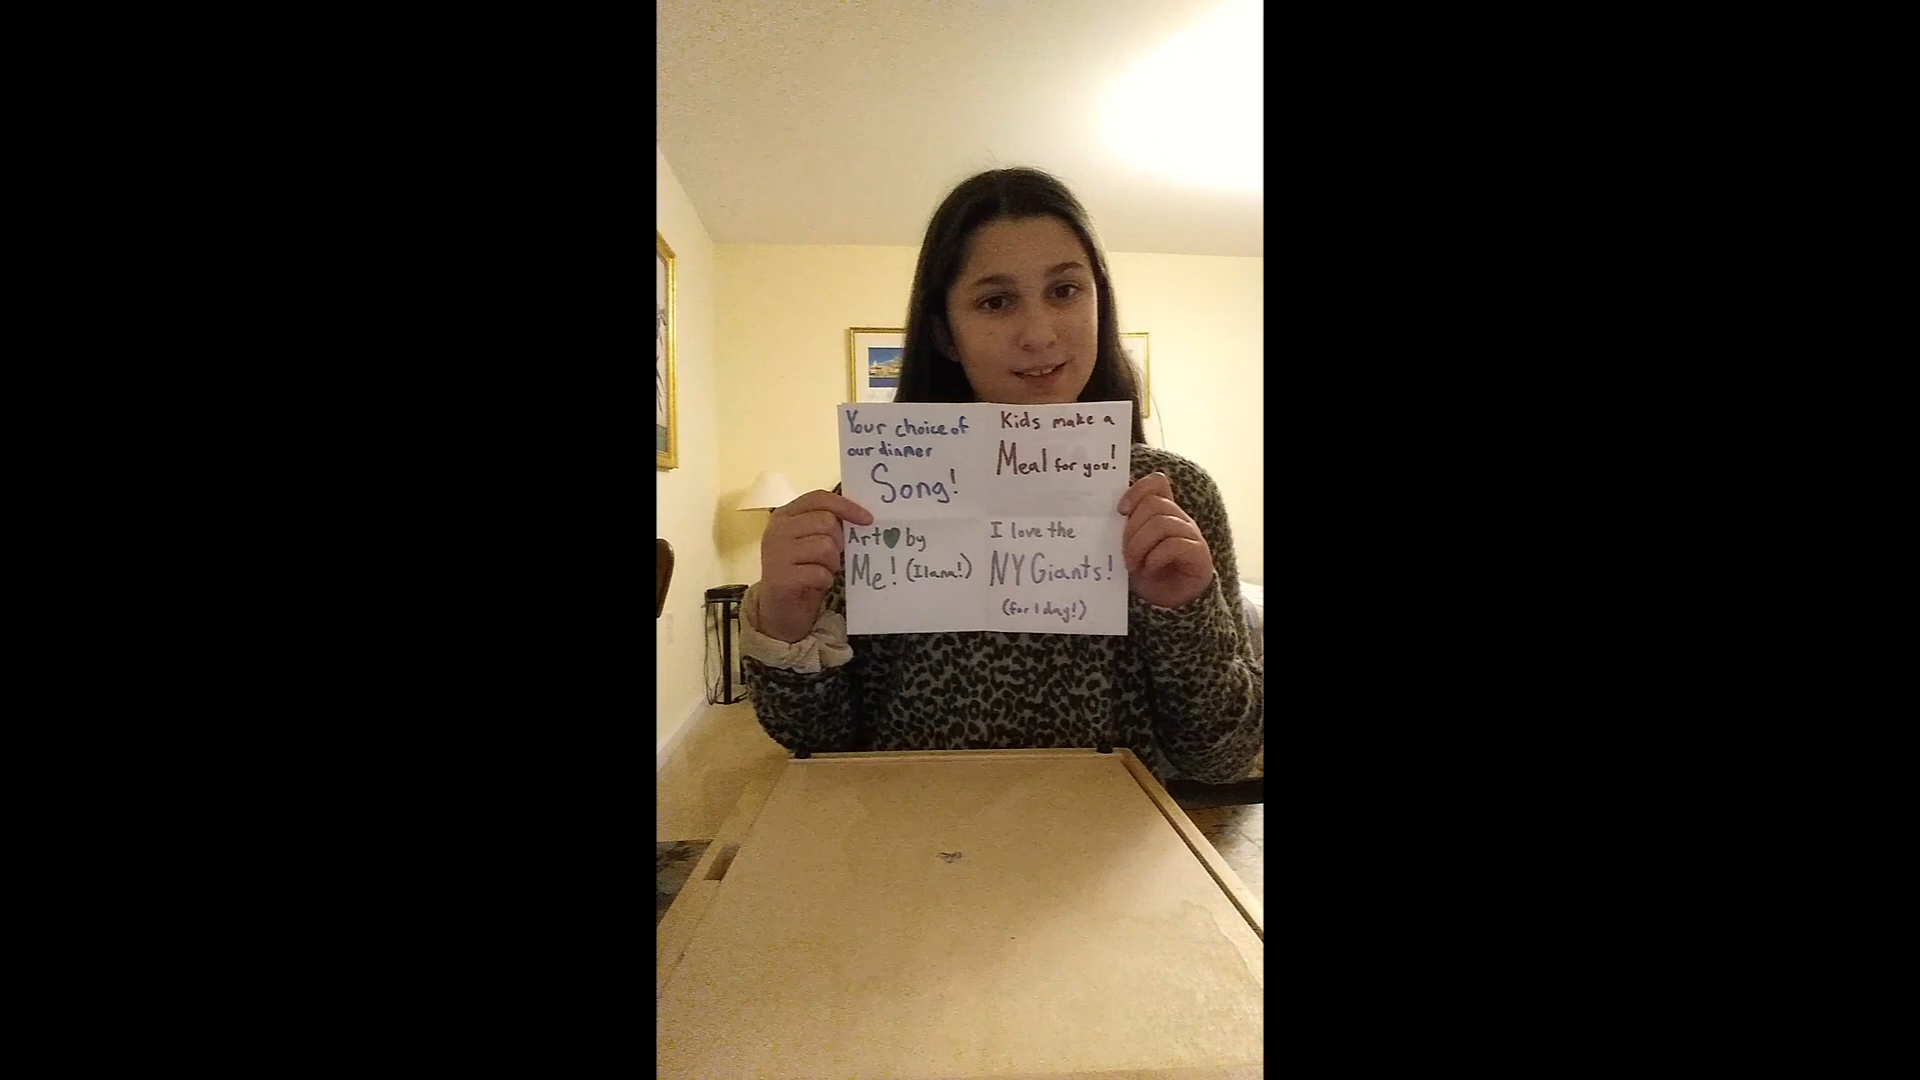 Your choice of
our dinner
Song!
Kids make a
Meal for you!
Art♥by
Me! (Ilana!)
I love the
NY Giants!
(for 1 day!)